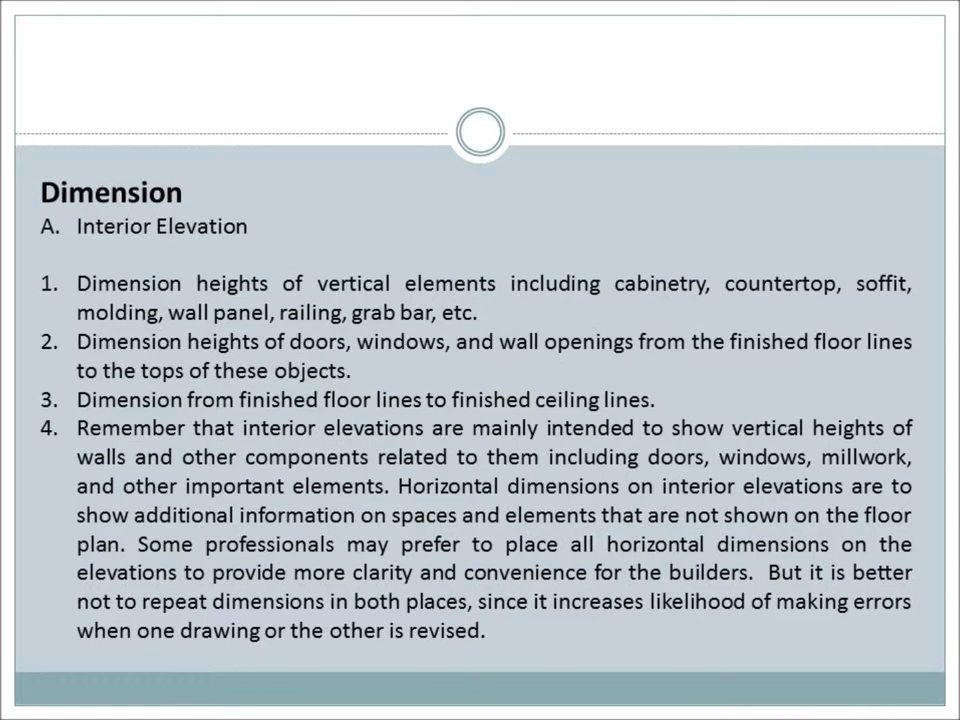 Dimension
A. Interior Elevation
1. Dimension heights of vertical elements including cabinetry, countertop, soffit,
molding, wall panel, railing, grab bar, etc.
2. Dimension heights of doors, windows, and wall openings from the finished floor lines
to the tops of these objects.
3. Dimension from finished floor lines to finished ceiling lines.
4. Remember that interior elevations are mainly intended to show vertical heights of
walls and other components related to them including doors, windows, millwork,
and other important elements. Horizontal dimensions on interior elevations are to
show additional information on spaces and elements that are not shown on the floor
plan. Some professionals may prefer to place all horizontal dimensions on the
elevations to provide more clarity and convenience for the builders. But it is better
not to repeat dimensions in both places, since it increases likelihood of making errors
when one drawing or the other is revised.